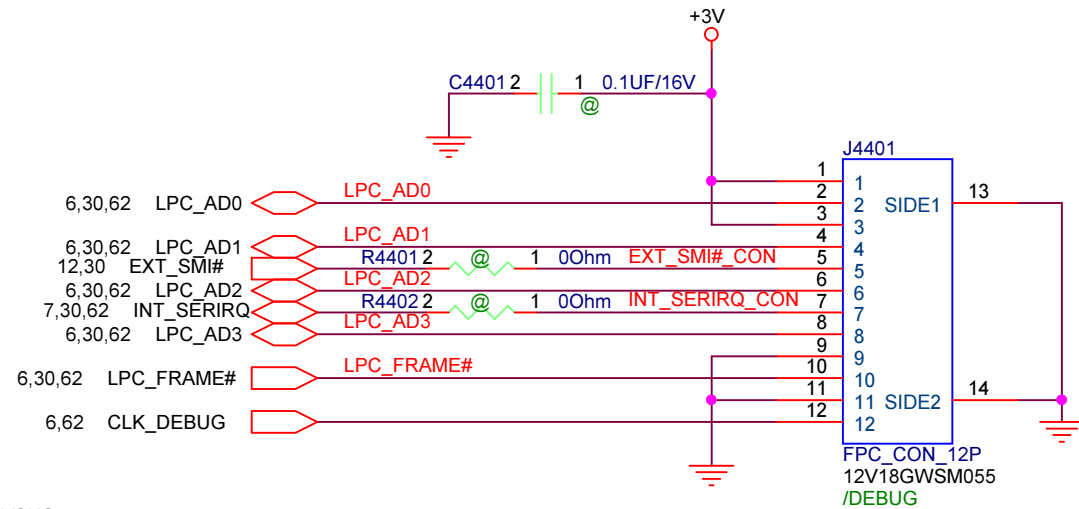 +3V
C4401 2 1 0.1UF/16V
@
J4401
1 1
6,30,62 LPC_AD0 LPC_AD0 2 2 SIDE1 13
3 3
6,30,62 LPC_AD1 LPC_AD1 4 4
12,30 EXT_SMI# R4401 2 @ 1 0Ohm EXT_SMI#_CON 5 5
6,30,62 LPC_AD2 LPC_AD2 6 6
7,30,62 INT_SERIRQ R4402 2 @ 1 0Ohm INT_SERIRQ_CON 7 7
6,30,62 LPC_AD3 LPC_AD3 8 8
9 9
6,30,62 LPC_FRAME# LPC_FRAME# 10 10
11 11 SIDE2 14
6,62 CLK_DEBUG 12 12
FPC_CON_12P
12V18GWSM055
/DEBUG